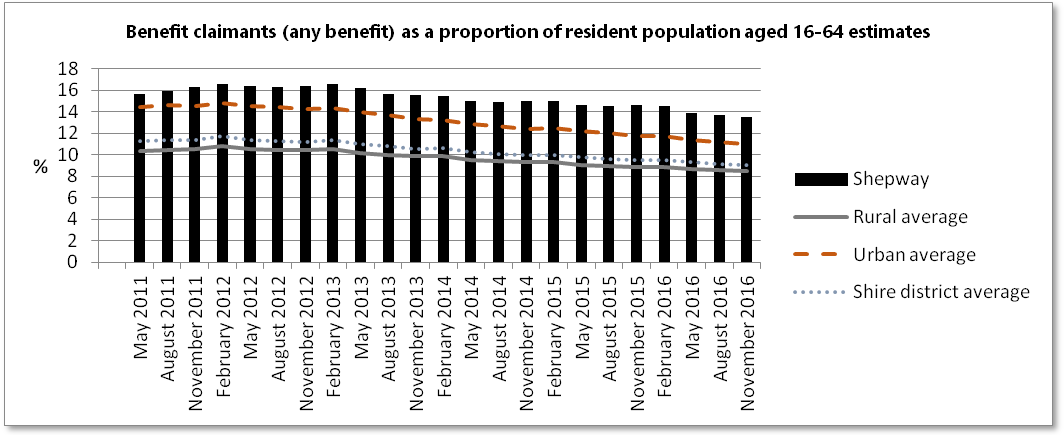 Benefit claimants (any benefit) as a proportion of resident population aged 16-64 estimates
18
16
14
12
10
8
6
4
2
0
%
May 2011
August 2011
November 2011
February 2012
May 2012
August 2012
November 2012
February 2013
May 2013
August 2013
November 2013
February 2014
May 2014
August 2014
November 2014
February 2015
May 2015
August 2015
November 2015
February 2016
May 2016
August 2016
November 2016
Shepway
Rural average
Urban average
Shire district average